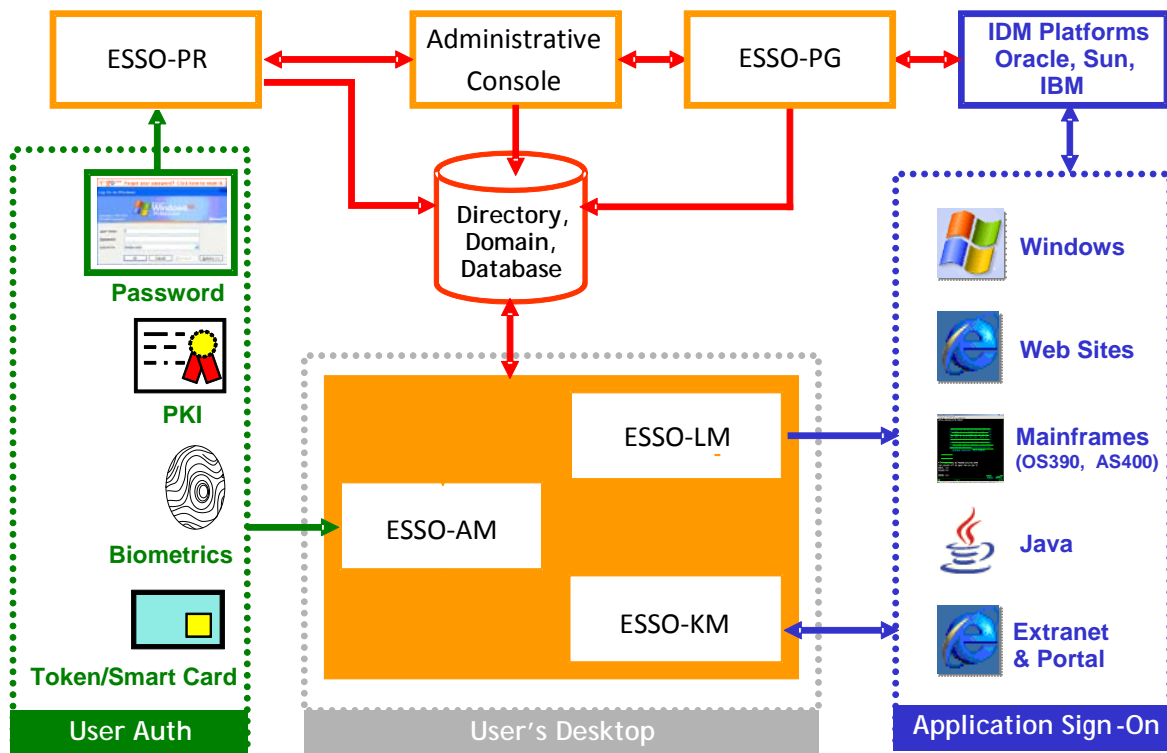 ESSO-PR
Administrative
Console
ESSO-PG
IDM Platforms
Oracle, Sun,
IBM
Directory,
Domain,
Database
Password
PKI
Biometrics
Token/Smart Card
User Auth
ESSO-LM
ESSO-AM
ESSO-KM
User's Desktop
Windows
Web Sites
Mainframes
(OS390, AS400)
Java
Extranet
& Portal
Application Sign-On